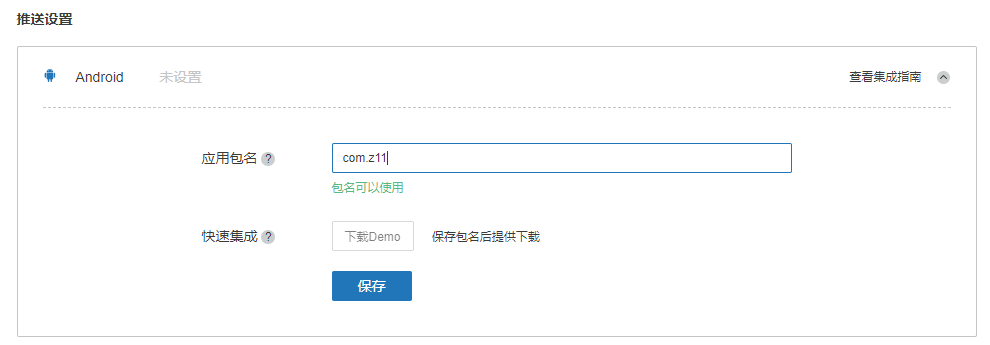 推送设置
Android 未设置 查看集成指南
应用包名 ? com.z11
包名可以使用
快速集成 ? 下载Demo 保存包名后提供下载
保存